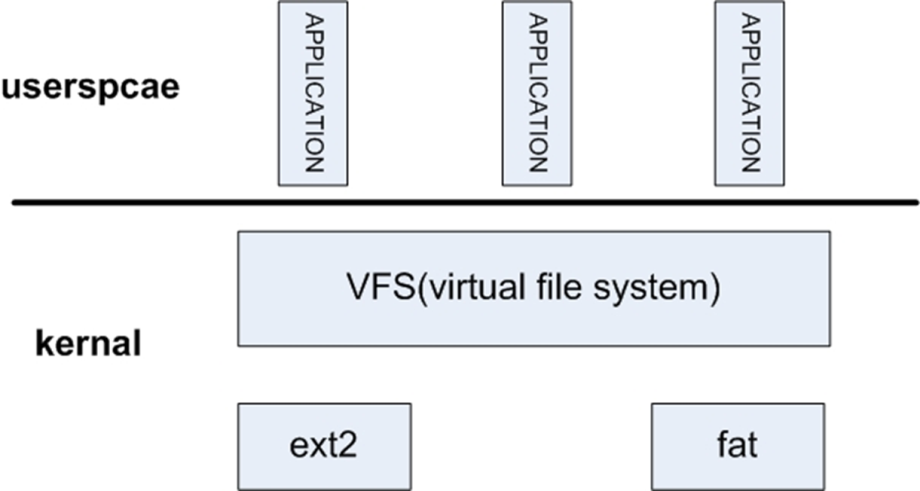 APPLICATION
APPLICATION
APPLICATION
userspcae
VFS(virtual file system)
kernal
ext2
fat